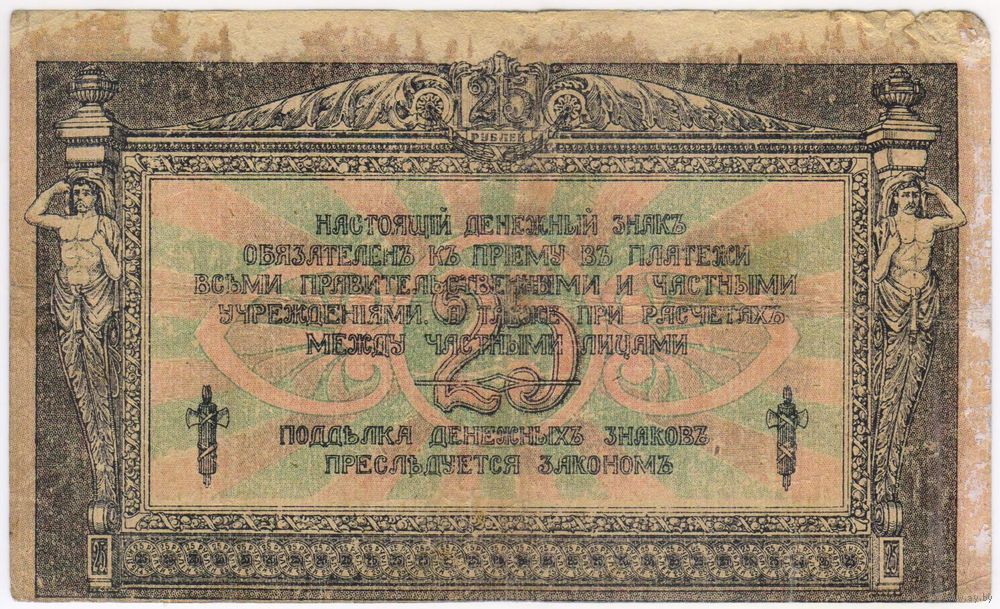 25
РУБЛЕЙ
НАСТОЯЩІЙ ДЕНЕЖНЫЙ ЗНАКЪ
ОБЯЗАТЕЛЕНЪ КЪ ПРІЕМУ ВЪ ПЛАТЕЖИ
ВСѢМИ ПРАВИТЕЛЬСТВЕННЫМИ И ЧАСТНЫМИ
УЧРЕЖДЕНІЯМИ, А ТАКЖЕ ПРИ РАСЧЕТАХЪ
МЕЖДУ ЧАСТНЫМИ ЛИЦАМИ
25
ПОДДѢЛКА ДЕНЕЖНЫХЪ ЗНАКОВЪ
ПРЕСЛѢДУЕТСЯ ЗАКОНОМЪ
25 25